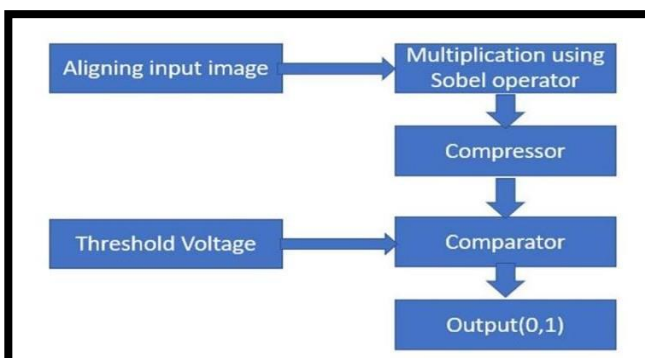 Aligning input image
Multiplication using
Sobel operator
Compressor
Threshold Voltage
Comparator
Output(0,1)